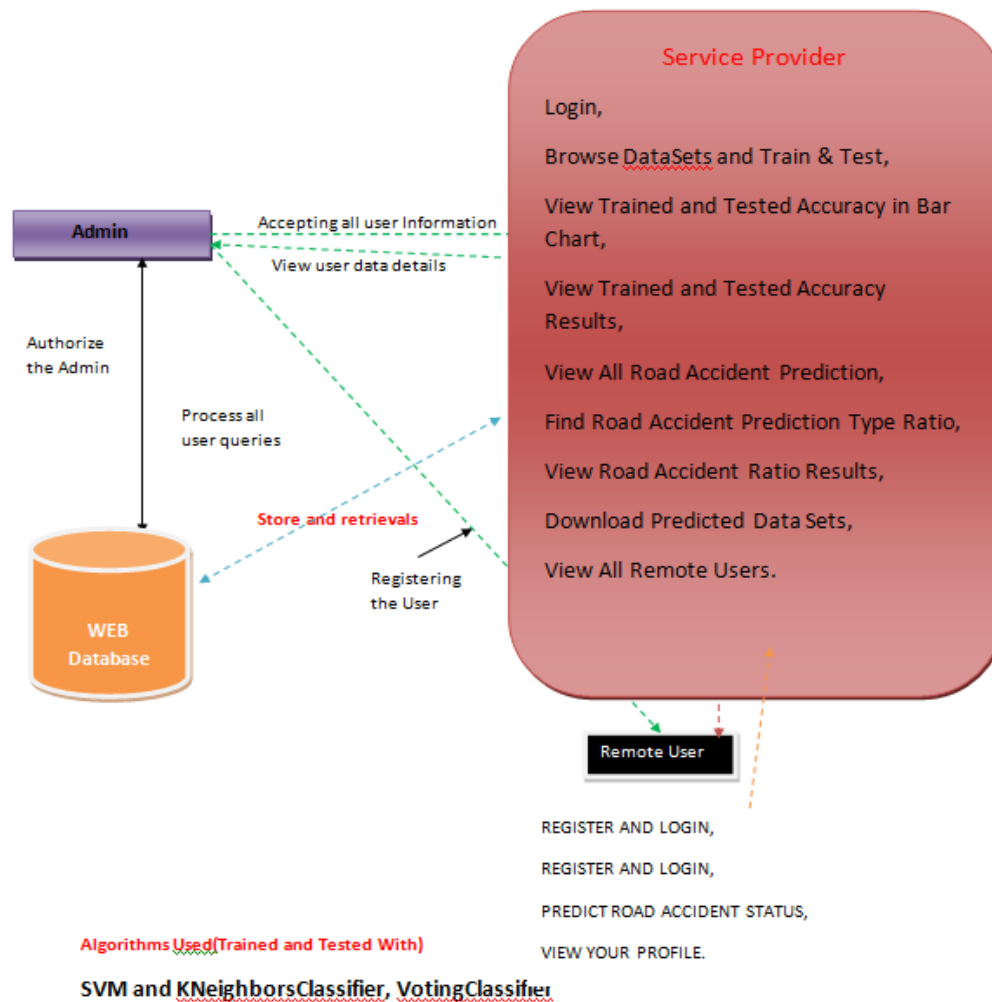 Service Provider
Login,
Browse DataSets and Train & Test,
View Trained and Tested Accuracy in Bar
Chart,
View Trained and Tested Accuracy
Results,
View All Road Accident Prediction,
Find Road Accident Prediction Type Ratio,
View Road Accident Ratio Results,
Download Predicted Data Sets,
View All Remote Users.
Admin
Accepting all user Information
View user data details
Authorize
the Admin
Process all
user queries
Store and retrievals
Registering
the User
WEB
Database
Remote User
REGISTER AND LOGIN,
REGISTER AND LOGIN,
PREDICT ROAD ACCIDENT STATUS,
VIEW YOUR PROFILE.
Algorithms Used(Trained and Tested With)
SVM and KNeighborsClassifier, VotingClassifier